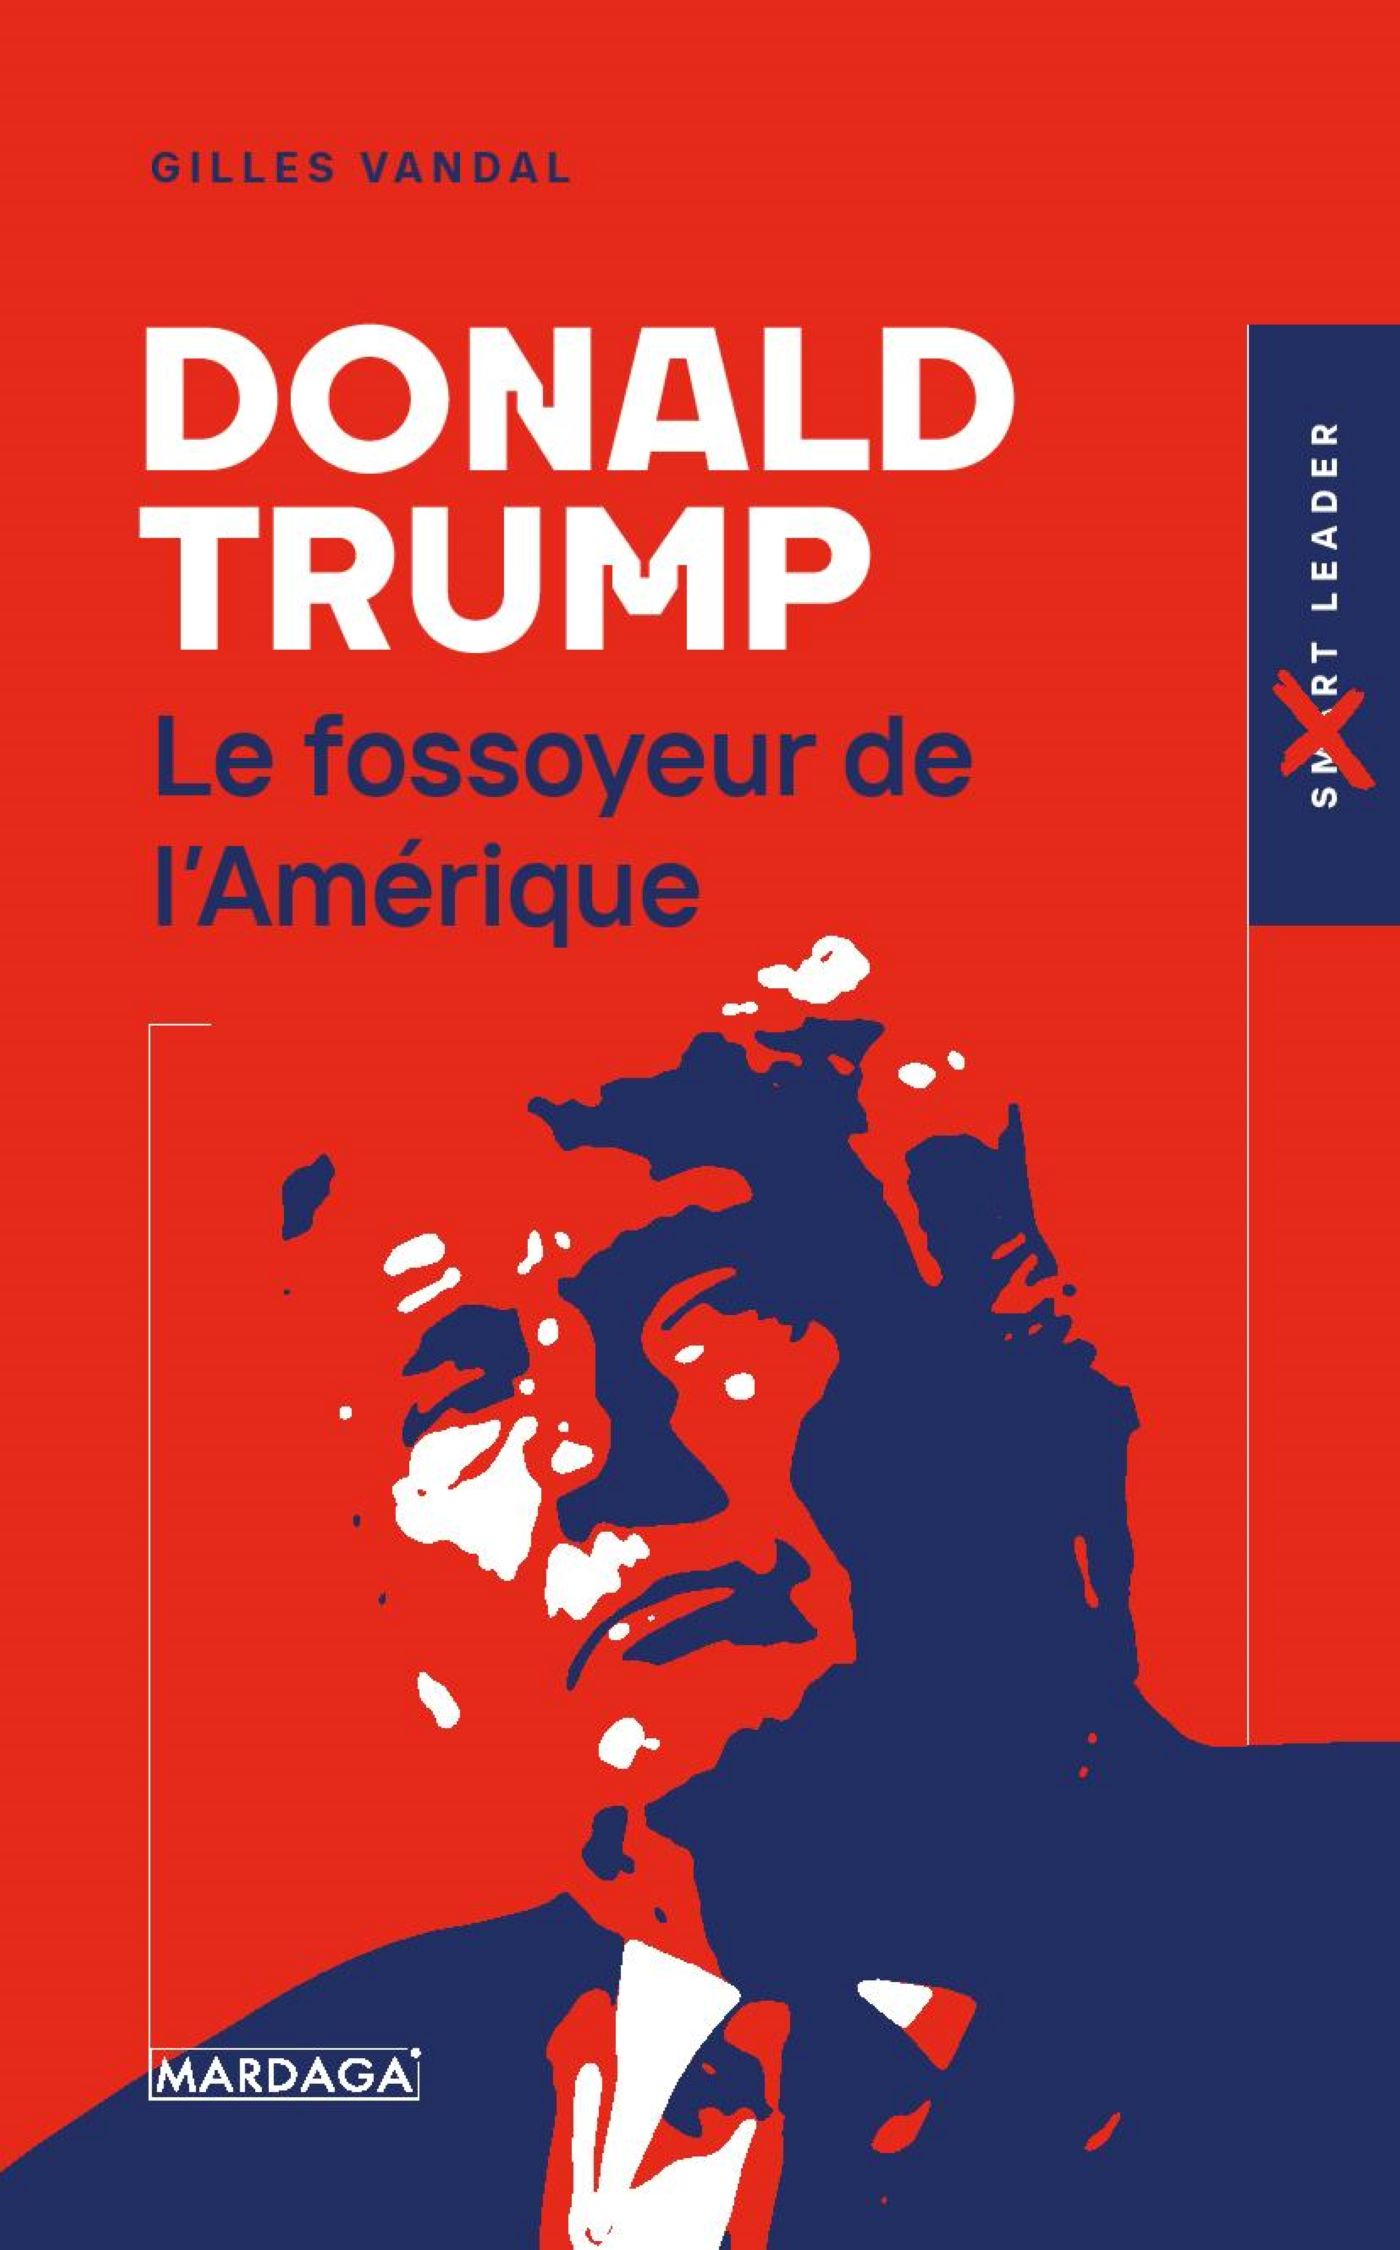 GILLES VANDAL
DONALD
TRUMP
Le fossoyeur de
l'Amérique
SMART LEADER
MARDAGA